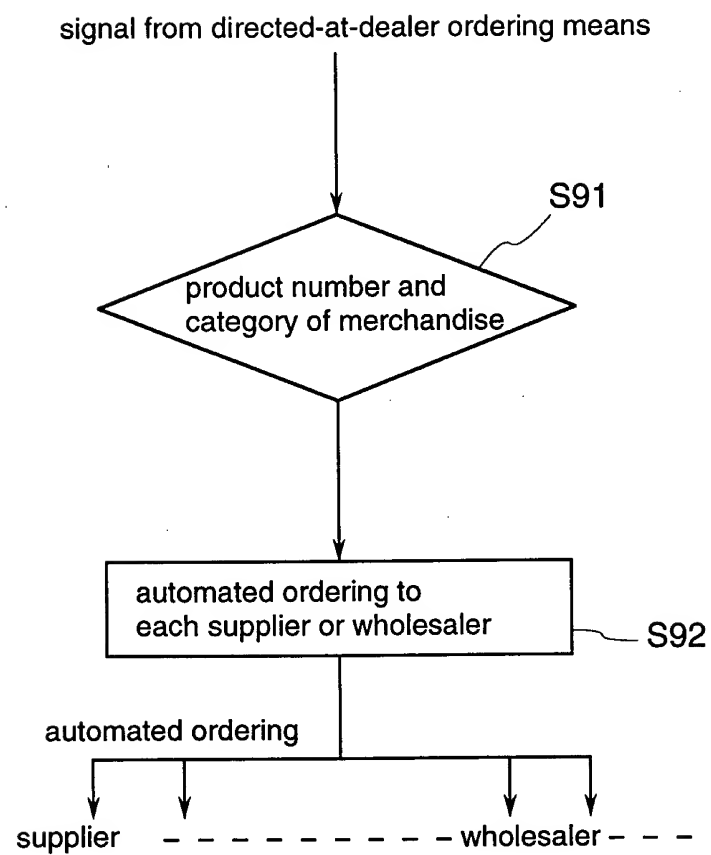 signal from directed-at-dealer ordering means
S91
product number and
category of merchandise
automated ordering to
each supplier or wholesaler
S92
automated ordering
supplier
wholesaler